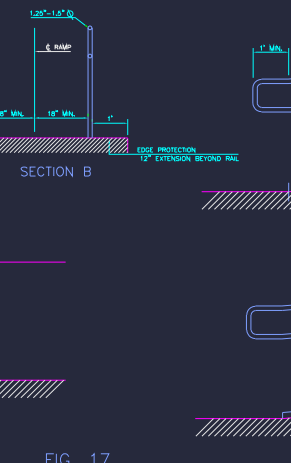 1.25"-1.5" ∅
1' MIN.
℄ RAMP
8" MIN.
18" MIN.
1"
EDGE PROTECTION
12" EXTENSION BEYOND RAIL
SECTION B
FIG. 17